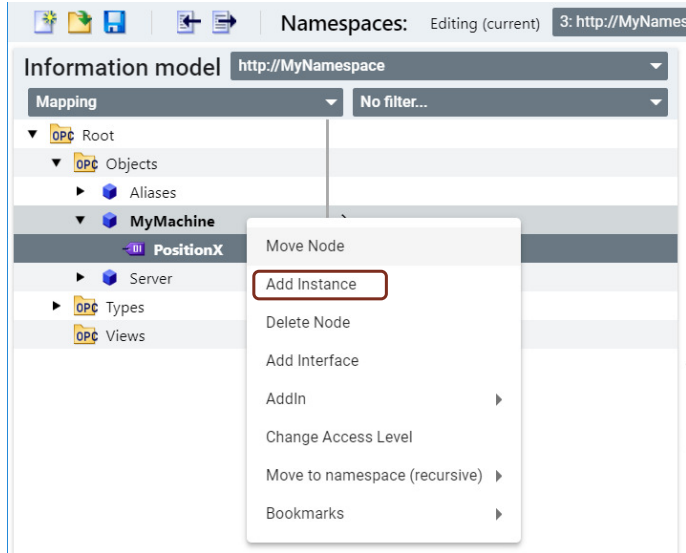 Namespaces: Editing (current) 3: http://MyNames
Information model http://MyNamespace
Mapping No filter...
OPC Root
OPC Objects
Aliases
MyMachine
DI PositionX
Server
OPC Types
OPC Views
Move Node
Add Instance
Delete Node
Add Interface
AddIn
Change Access Level
Move to namespace (recursive)
Bookmarks